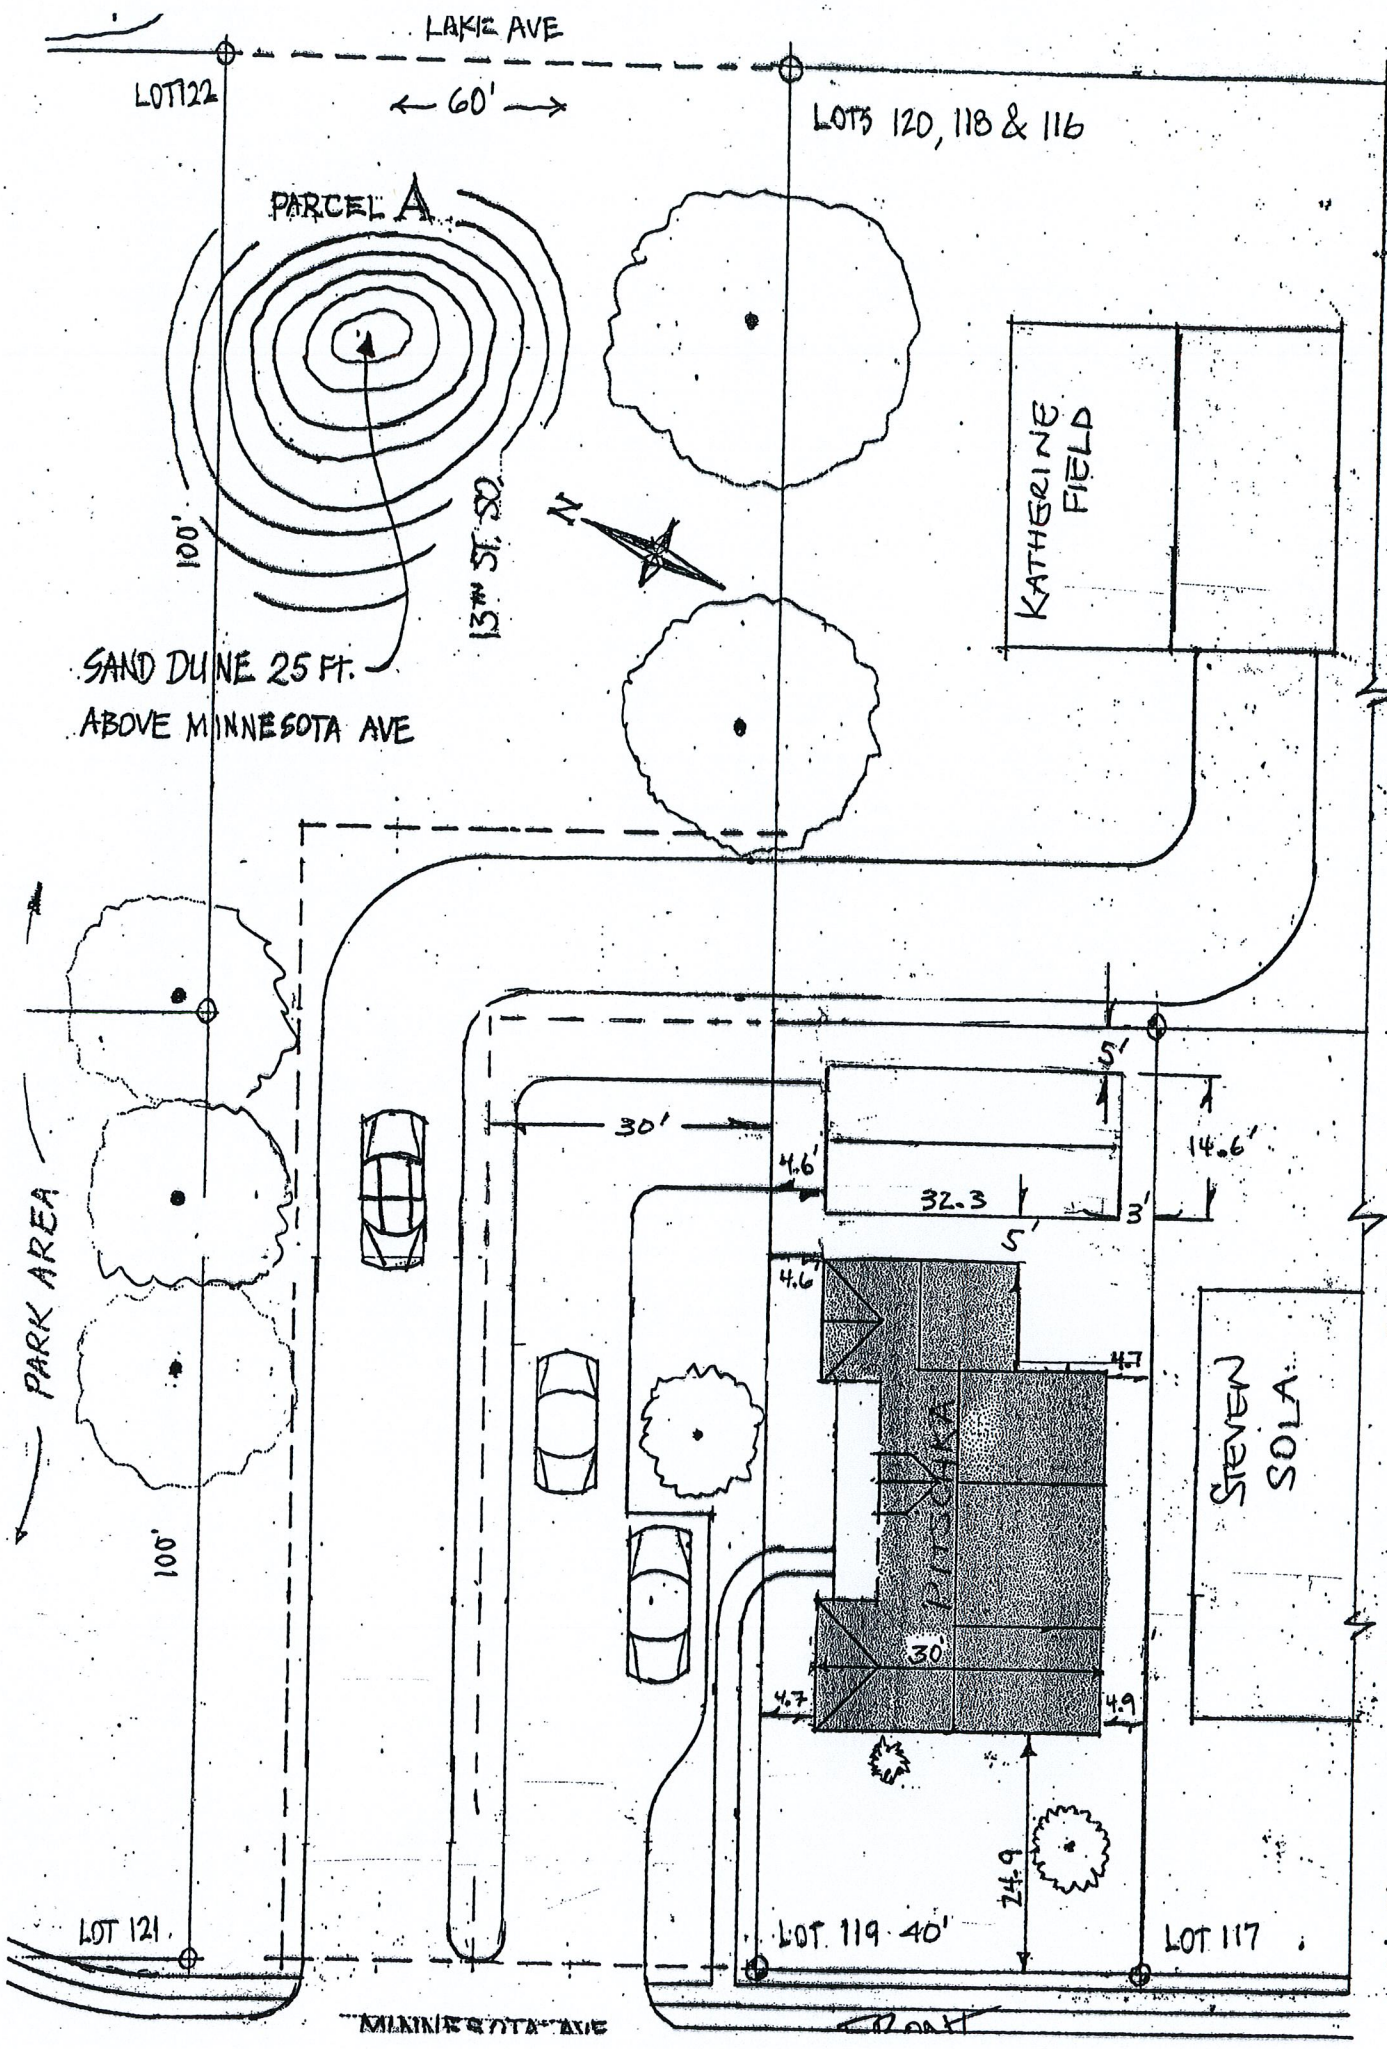 LAKE AVE
LOT 122
60'
LOTS 120, 118 & 116
PARCEL A
KATHERINE
FIELD
N
100'
13TH ST. SO.
SAND DUNE 25 FT.
ABOVE MINNESOTA AVE
5'
30'
4.6'
14.6'
32.3
3'
5'
4.6
PARK AREA
4.7
STEVEN
SOLA
PITSCHKA
100'
30'
4.7
4.9
24.9
LOT 121
LOT 119 40'
LOT 117
MINNESOTA AVE
FRONT